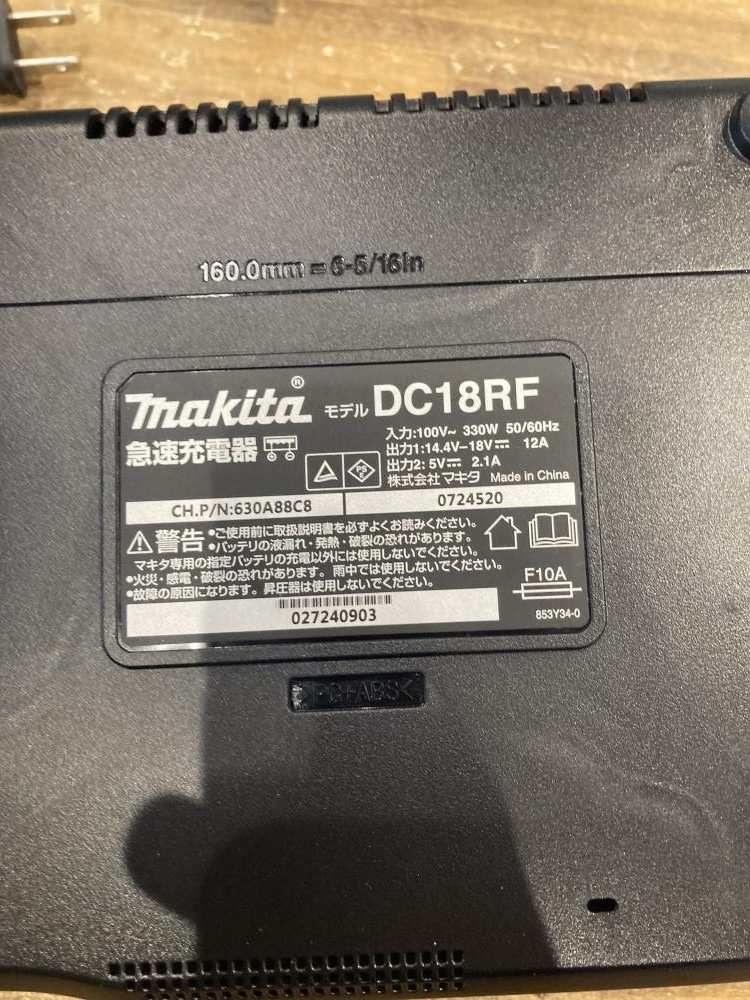 160.0mm = 6-5/16in
makita® モデル DC18RF
急速充電器
入力:100V~ 330W 50/60Hz
出力1:14.4V-18V⎓ 12A
出力2: 5V⎓ 2.1A
株式会社マキタ Made in China
PS
E
CH.P/N:630A88C8
0724520
警告
•ご使用前に取扱説明書を必ずよくお読みください。
•バッテリの液漏れ・発熱・破裂の恐れがあります。
マキタ専用の指定バッテリの充電以外には使用しないでください。
•火災・感電・破裂の恐れがあります。雨中では使用しないでください。
•故障の原因になります。昇圧器は使用しないでください。
F10A
853Y34-0
027240903
>PC+ABS<